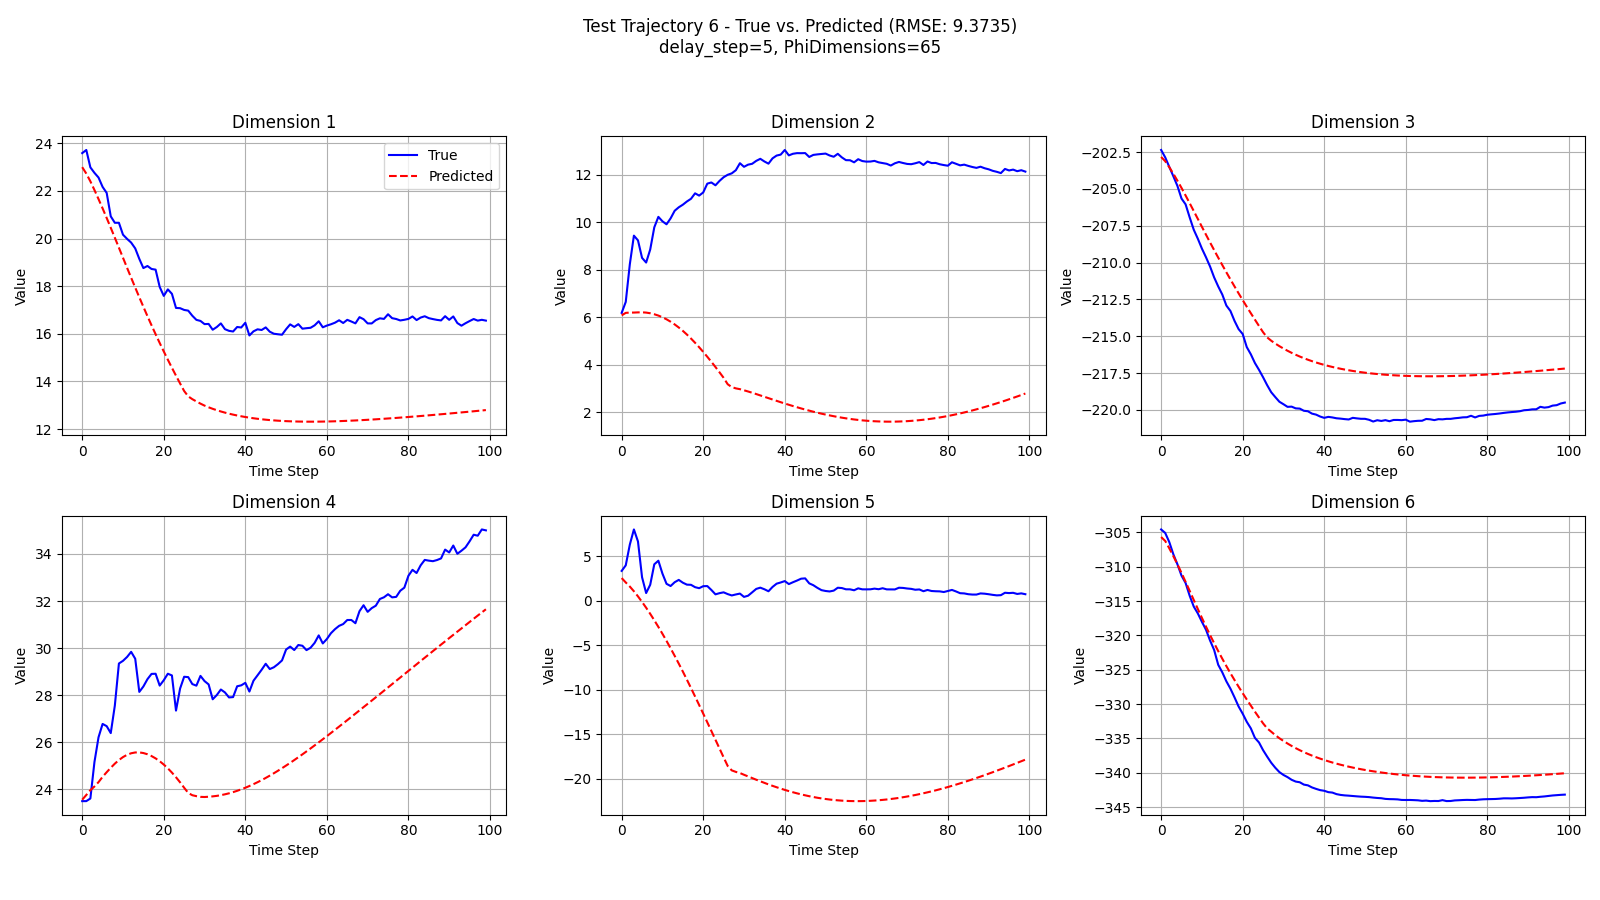 Test Trajectory 6 - True vs. Predicted (RMSE: 9.3735)
delay_step=5, PhiDimensions=65
Dimension 1
24
22
20
18
16
14
12
Value
0 20 40 60 80 100
Time Step
True
Predicted
Dimension 2
12
10
8
6
4
2
Value
0 20 40 60 80 100
Time Step
Dimension 3
−202.5
−205.0
−207.5
−210.0
−212.5
−215.0
−217.5
−220.0
Value
0 20 40 60 80 100
Time Step
Dimension 4
34
32
30
28
26
24
Value
0 20 40 60 80 100
Time Step
Dimension 5
5
0
−5
−10
−15
−20
Value
0 20 40 60 80 100
Time Step
Dimension 6
−305
−310
−315
−320
−325
−330
−335
−340
−345
Value
0 20 40 60 80 100
Time Step